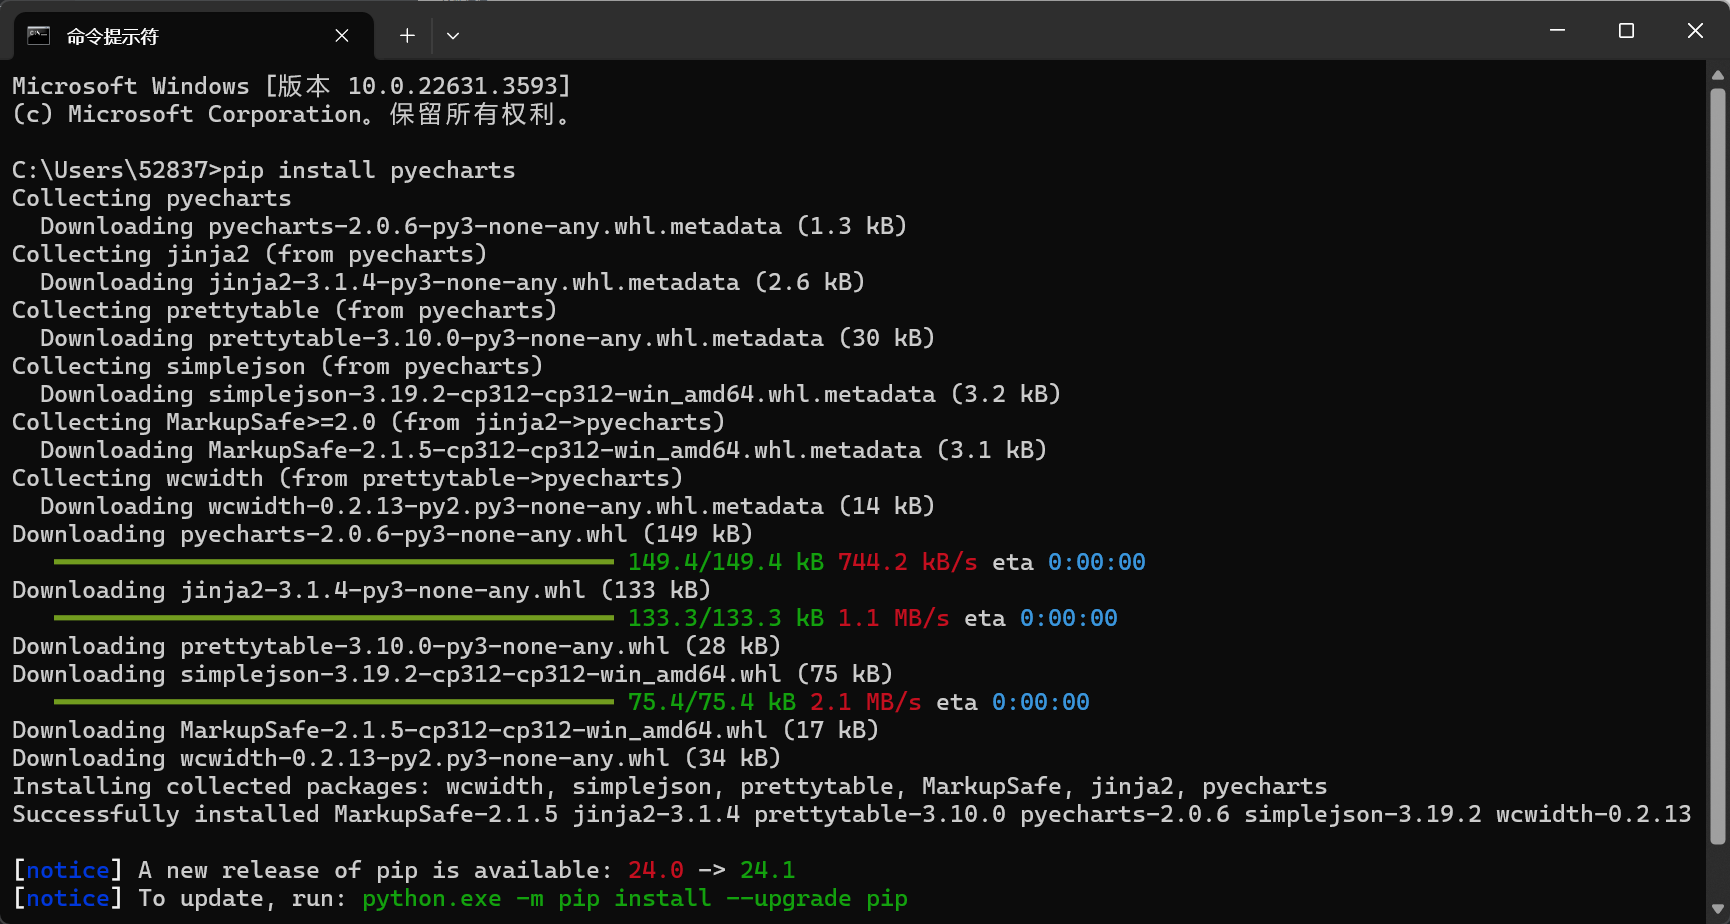 命令提示符
Microsoft Windows [版本 10.0.22631.3593]
(c) Microsoft Corporation。保留所有权利。
C:\Users\52837>pip install pyecharts
Collecting pyecharts
  Downloading pyecharts-2.0.6-py3-none-any.whl.metadata (1.3 kB)
Collecting jinja2 (from pyecharts)
  Downloading jinja2-3.1.4-py3-none-any.whl.metadata (2.6 kB)
Collecting prettytable (from pyecharts)
  Downloading prettytable-3.10.0-py3-none-any.whl.metadata (30 kB)
Collecting simplejson (from pyecharts)
  Downloading simplejson-3.19.2-cp312-cp312-win_amd64.whl.metadata (3.2 kB)
Collecting MarkupSafe>=2.0 (from jinja2->pyecharts)
  Downloading MarkupSafe-2.1.5-cp312-cp312-win_amd64.whl.metadata (3.1 kB)
Collecting wcwidth (from prettytable->pyecharts)
  Downloading wcwidth-0.2.13-py2.py3-none-any.whl.metadata (14 kB)
Downloading pyecharts-2.0.6-py3-none-any.whl (149 kB)
149.4/149.4 kB 744.2 kB/s eta 0:00:00
Downloading jinja2-3.1.4-py3-none-any.whl (133 kB)
133.3/133.3 kB 1.1 MB/s eta 0:00:00
Downloading prettytable-3.10.0-py3-none-any.whl (28 kB)
Downloading simplejson-3.19.2-cp312-cp312-win_amd64.whl (75 kB)
75.4/75.4 kB 2.1 MB/s eta 0:00:00
Downloading MarkupSafe-2.1.5-cp312-cp312-win_amd64.whl (17 kB)
Downloading wcwidth-0.2.13-py2.py3-none-any.whl (34 kB)
Installing collected packages: wcwidth, simplejson, prettytable, MarkupSafe, jinja2, pyecharts
Successfully installed MarkupSafe-2.1.5 jinja2-3.1.4 prettytable-3.10.0 pyecharts-2.0.6 simplejson-3.19.2 wcwidth-0.2.13
[notice] A new release of pip is available: 24.0 -> 24.1
[notice] To update, run: python.exe -m pip install --upgrade pip